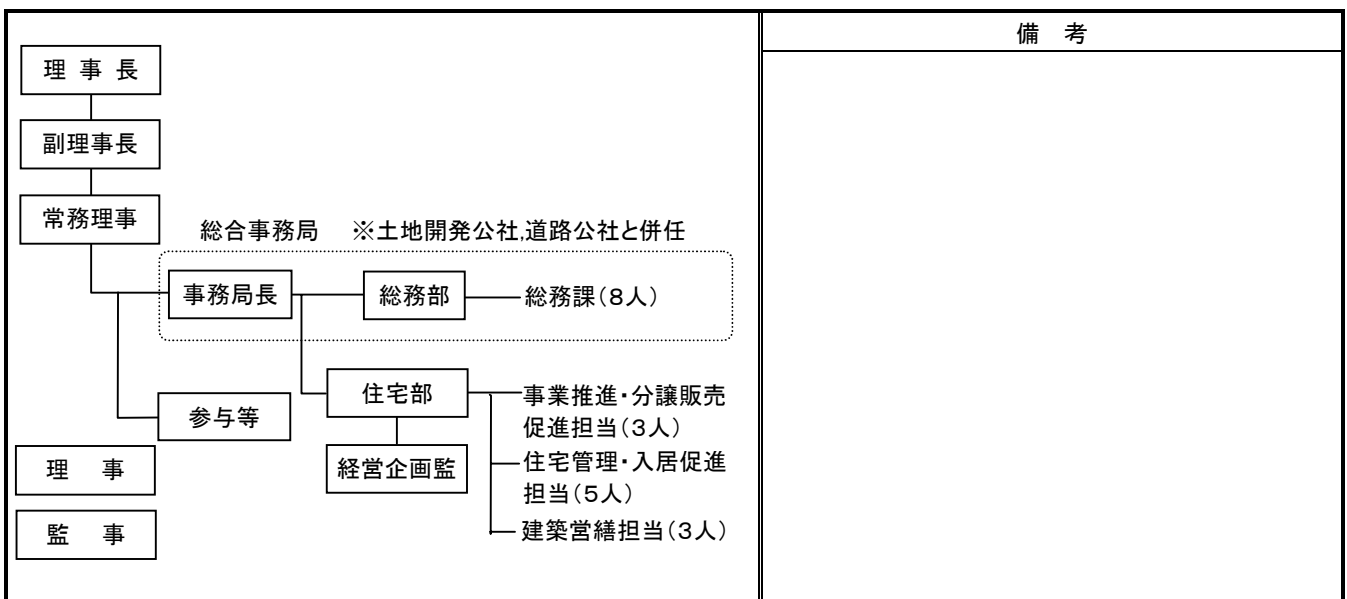 備 考
理 事 長
副理事長
常務理事
総合事務局 ※土地開発公社,道路公社と併任
事務局長
総務部
総務課(8人)
住宅部
事業推進・分譲販売
促進担当(3人)
参与等
経営企画監
住宅管理・入居促進
担当(5人)
建築営繕担当(3人)
理 事
監 事